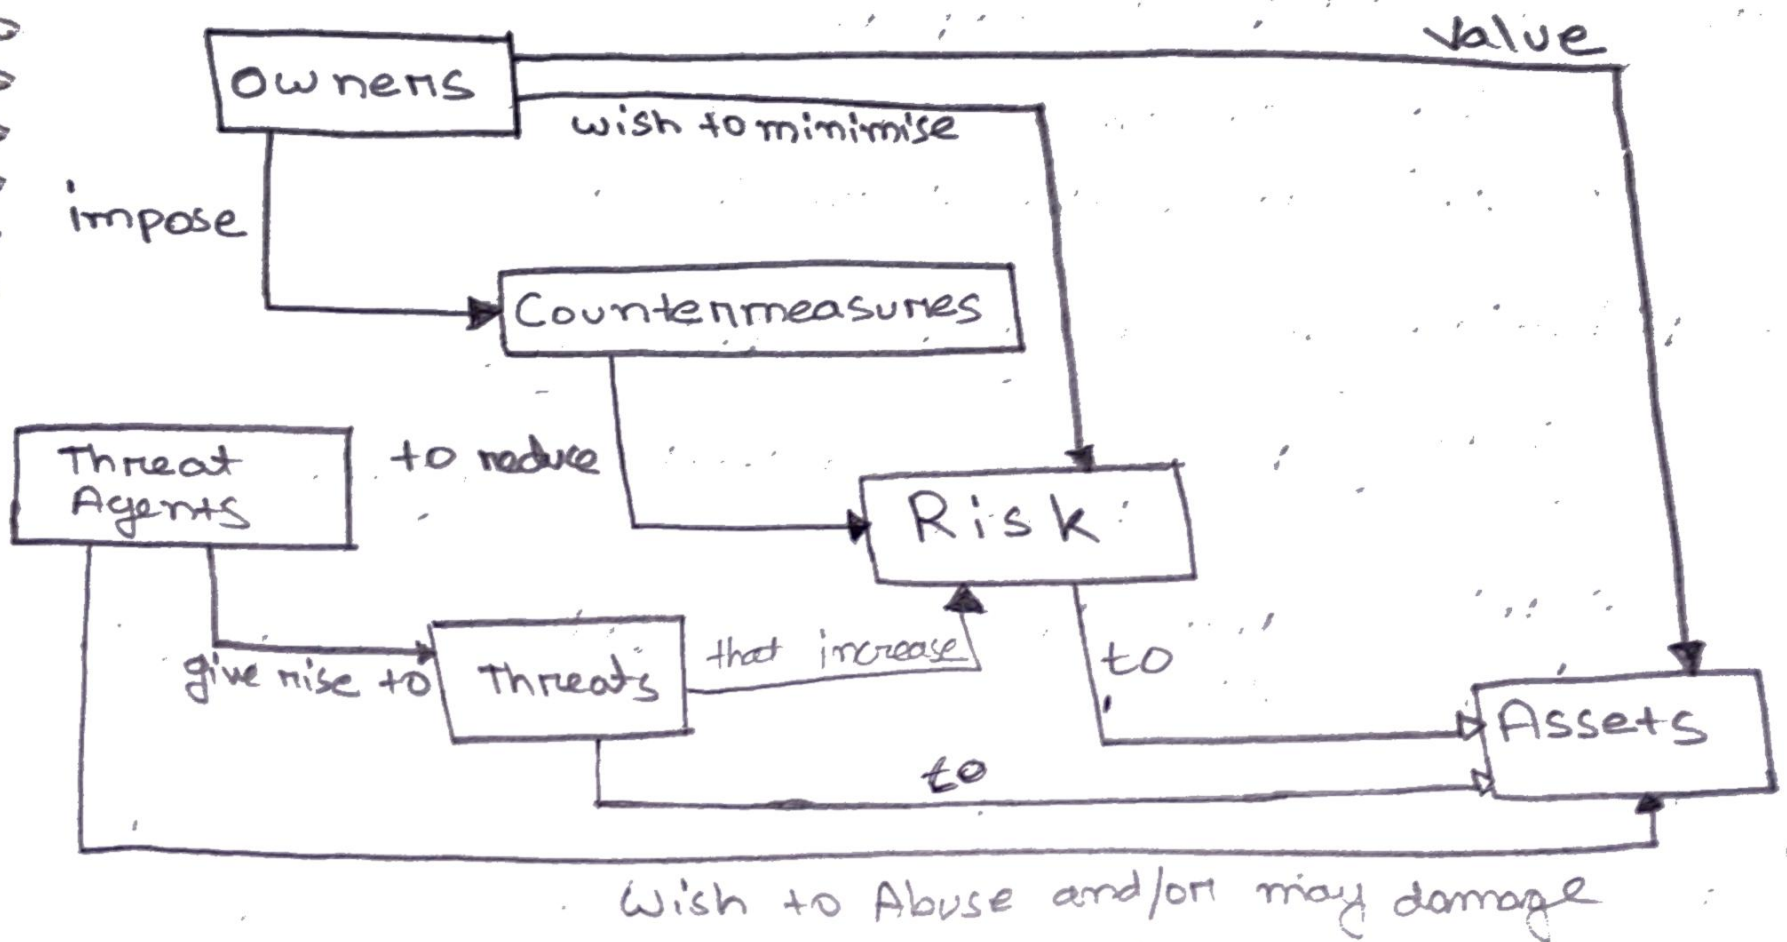 Value
Owners
wish to minimise
impose
Countermeasures
Threat
Agents
to reduce
Risk
give rise to
Threats
that increase
to
Assets
to
Wish to Abuse and/or may damage